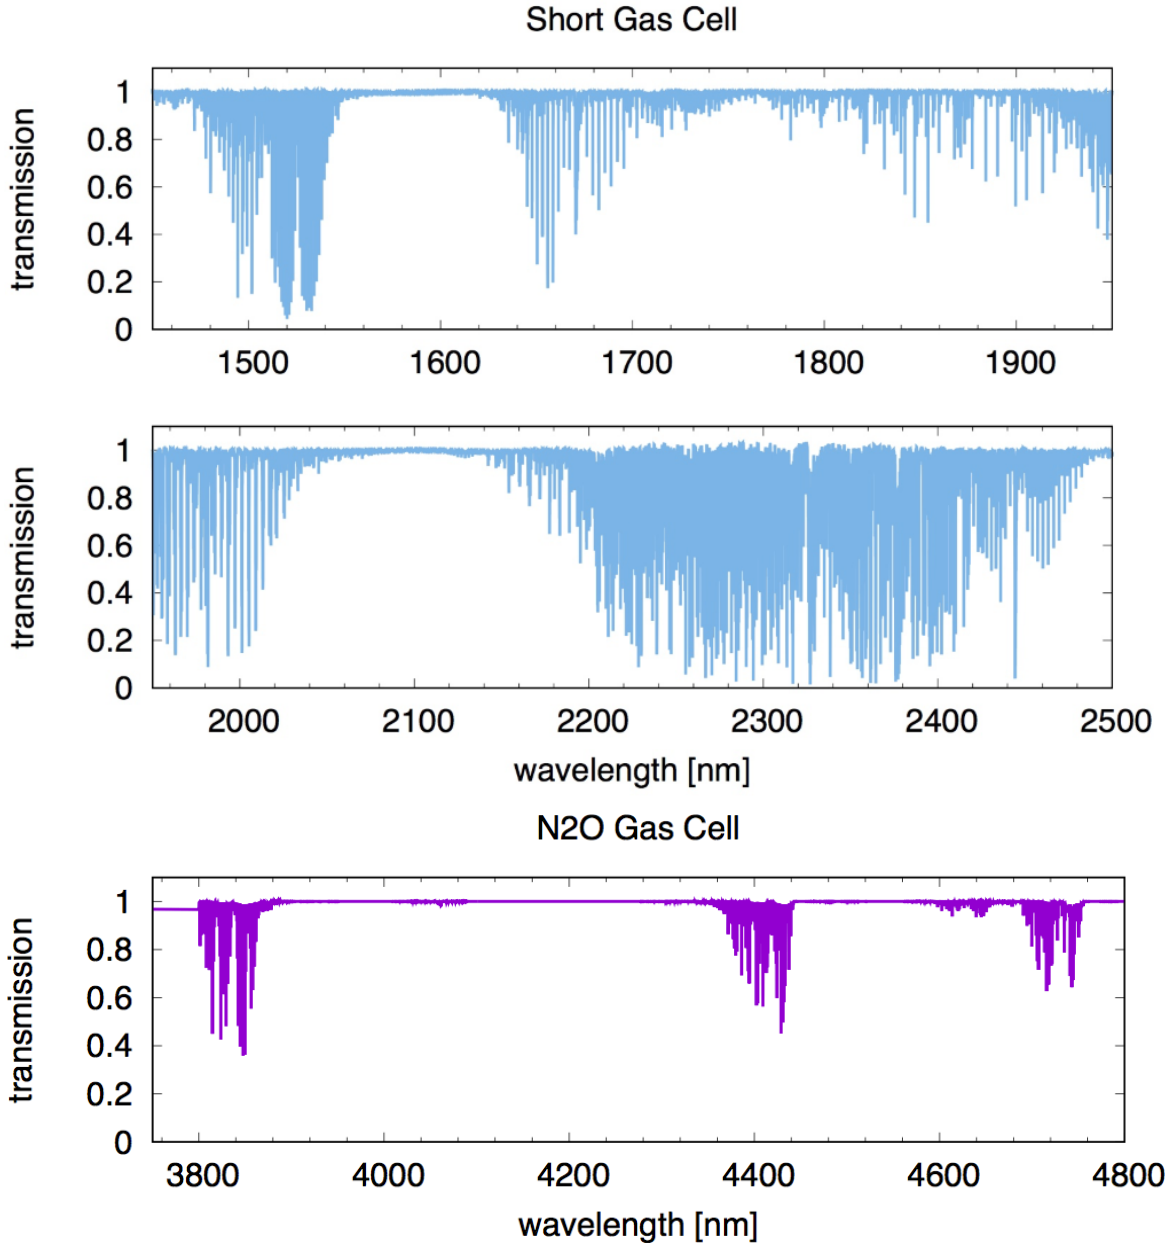 Short Gas Cell
1
0.8
0.6
0.4
0.2
0
transmission
1500 1600 1700 1800 1900
1
0.8
0.6
0.4
0.2
0
transmission
2000 2100 2200 2300 2400 2500
wavelength [nm]
N2O Gas Cell
1
0.8
0.6
0.4
0.2
0
transmission
3800 4000 4200 4400 4600 4800
wavelength [nm]